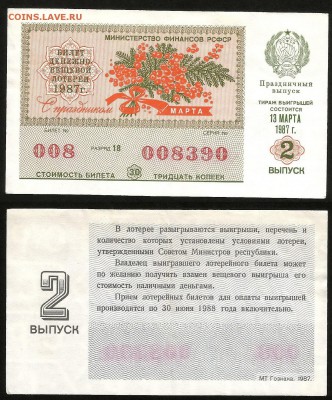 COINS.LAVE.RU
МИНИСТЕРСТВО ФИНАНСОВ РСФСР
БИЛЕТ
ДЕНЕЖНО-
ВЕЩЕВОЙ
ЛОТЕРЕИ
1987г.
С праздником
8
МАРТА
БИЛЕТ №
СЕРИЯ №
008
РАЗРЯД 18
008390
СТОИМОСТЬ БИЛЕТА
30
ТРИДЦАТЬ КОПЕЕК
Праздничный
выпуск
ТИРАЖ ВЫИГРЫШЕЙ
СОСТОИТСЯ
13 МАРТА
1987 г.
2
ВЫПУСК
2
ВЫПУСК
В лотерее разыгрываются выигрыши, перечень и
количество которых установлены условиями лотереи,
утвержденными Советом Министров республики.
Владелец выигравшего лотерейного билета может
по желанию получить взамен вещевого выигрыша его
стоимость наличными деньгами.
Прием лотерейных билетов для оплаты выигрышей
производится по 30 июня 1988 года включительно.
МТ Гознака. 1987.